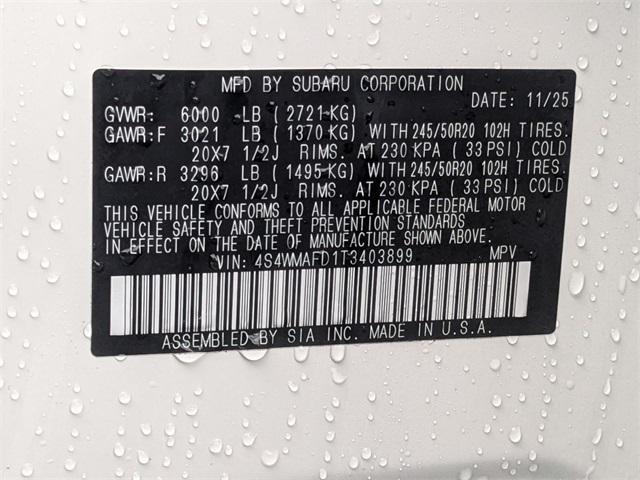 MFD BY SUBARU CORPORATION
DATE: 11/25
GVWR: 6000 LB (2721 KG)
GAWR:F 3021 LB (1370 KG) WITH 245/50R20 102H TIRES.
20X7 1/2J RIMS. AT 230 KPA (33 PSI) COLD
GAWR:R 3296 LB (1495 KG) WITH 245/50R20 102H TIRES.
20X7 1/2J RIMS. AT 230 KPA (33 PSI) COLD
THIS VEHICLE CONFORMS TO ALL APPLICABLE FEDERAL MOTOR
VEHICLE SAFETY AND THEFT PREVENTION STANDARDS
IN EFFECT ON THE DATE OF MANUFACTURE SHOWN ABOVE.
VIN: 4S4WMAFD1T3403899 MPV
ASSEMBLED BY SIA INC. MADE IN U.S.A.